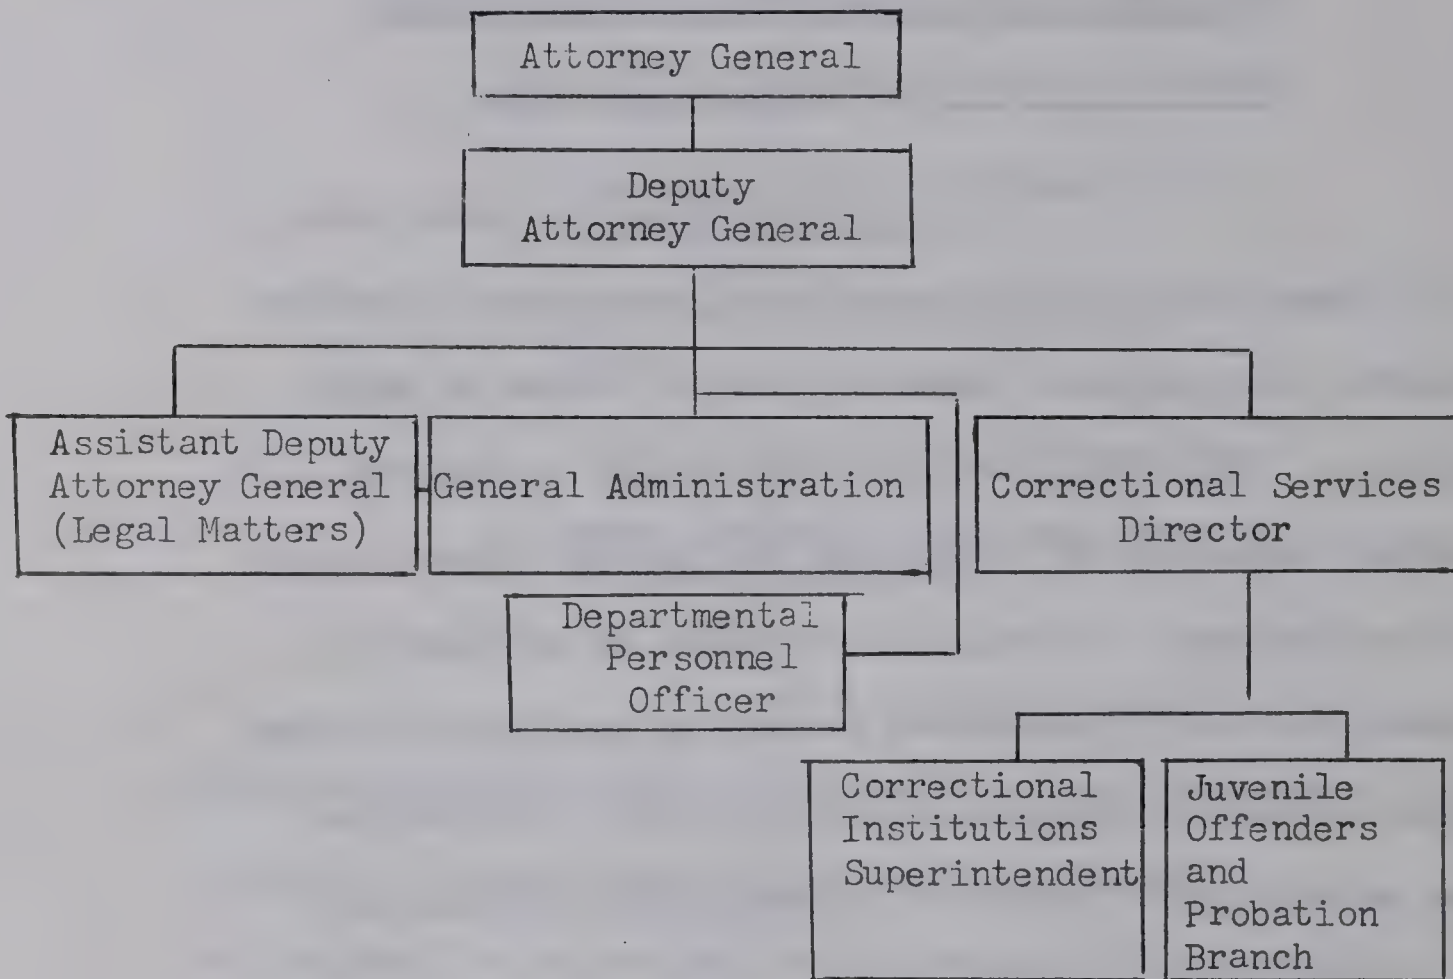 Attorney General
Deputy
Attorney General
Assistant Deputy
Attorney General
(Legal Matters)
General Administration
Correctional Services
Director
Departmental
Personnel
Officer
Correctional
Institutions
Superintendent
Juvenile
Offenders
and
Probation
Branch